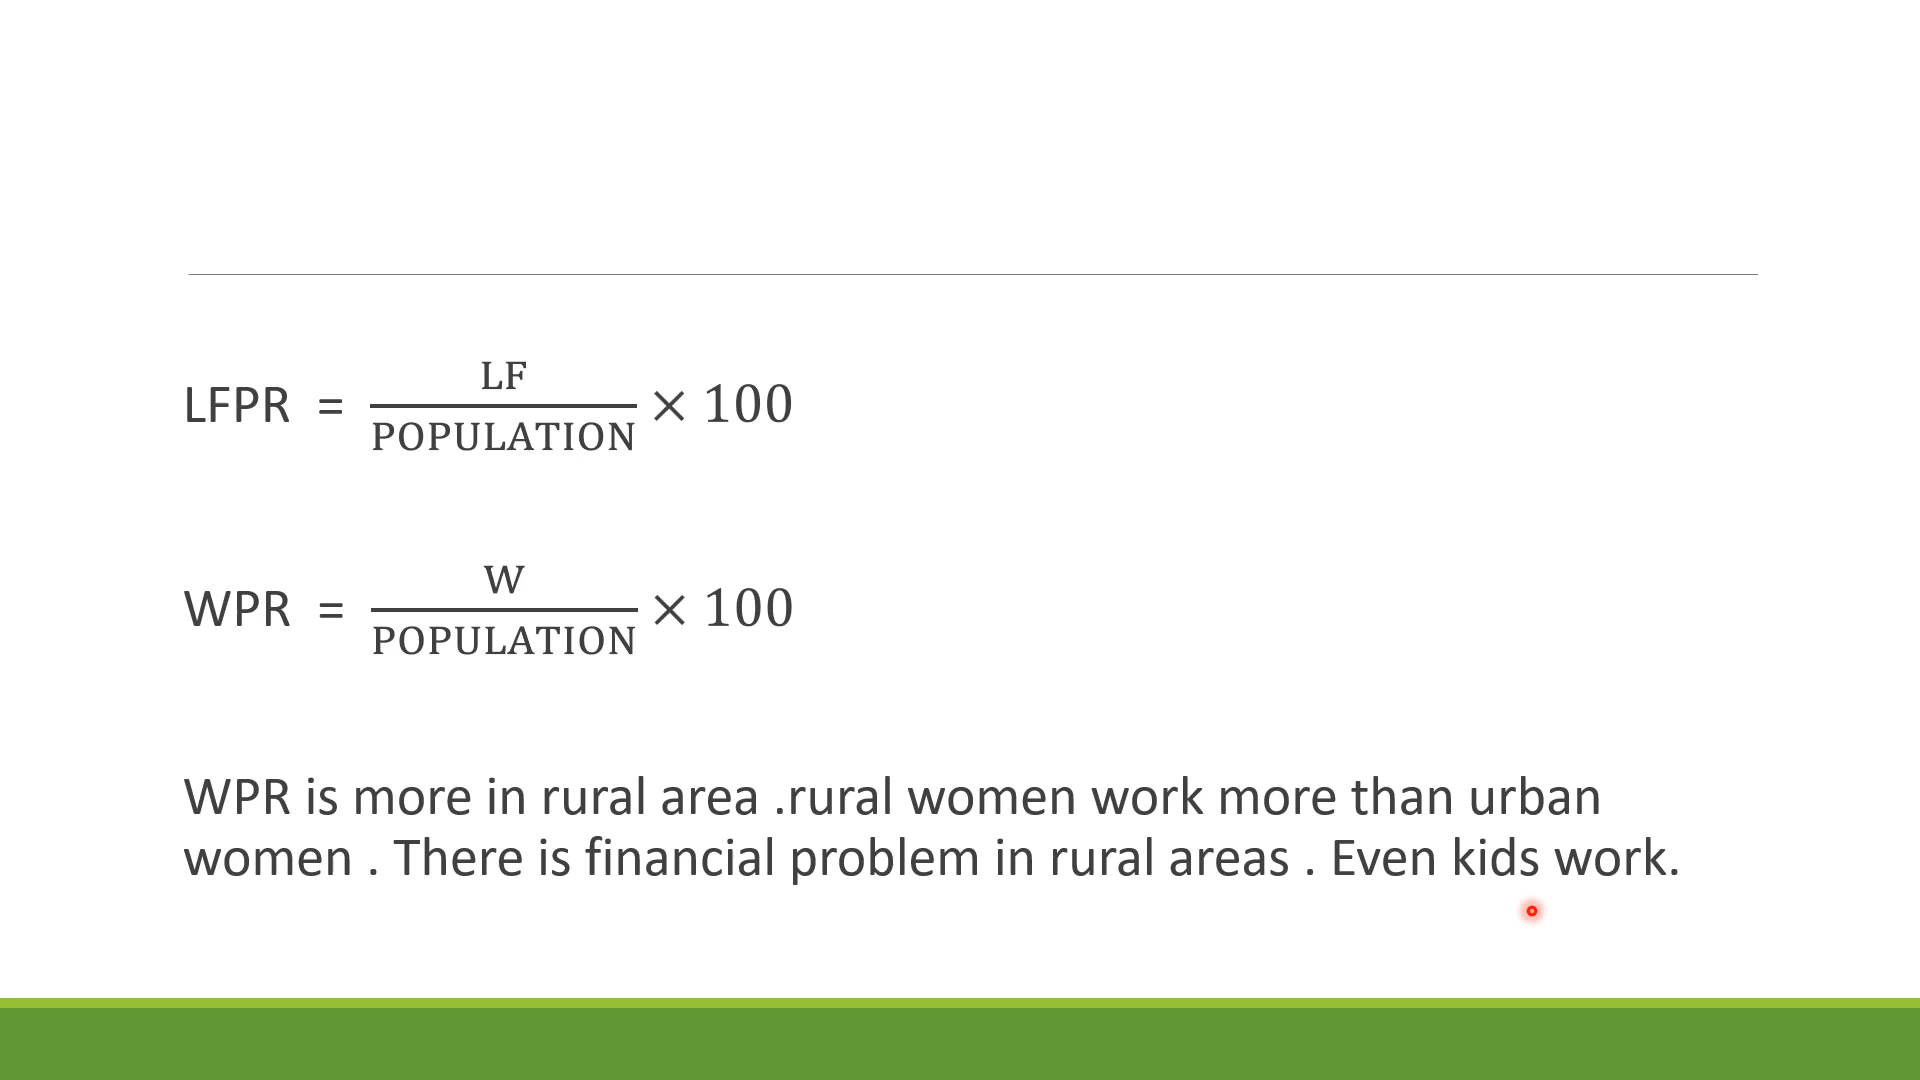 LFPR = LF/POPULATION × 100
WPR = W/POPULATION × 100
WPR is more in rural area .rural women work more than urban
women . There is financial problem in rural areas . Even kids work.